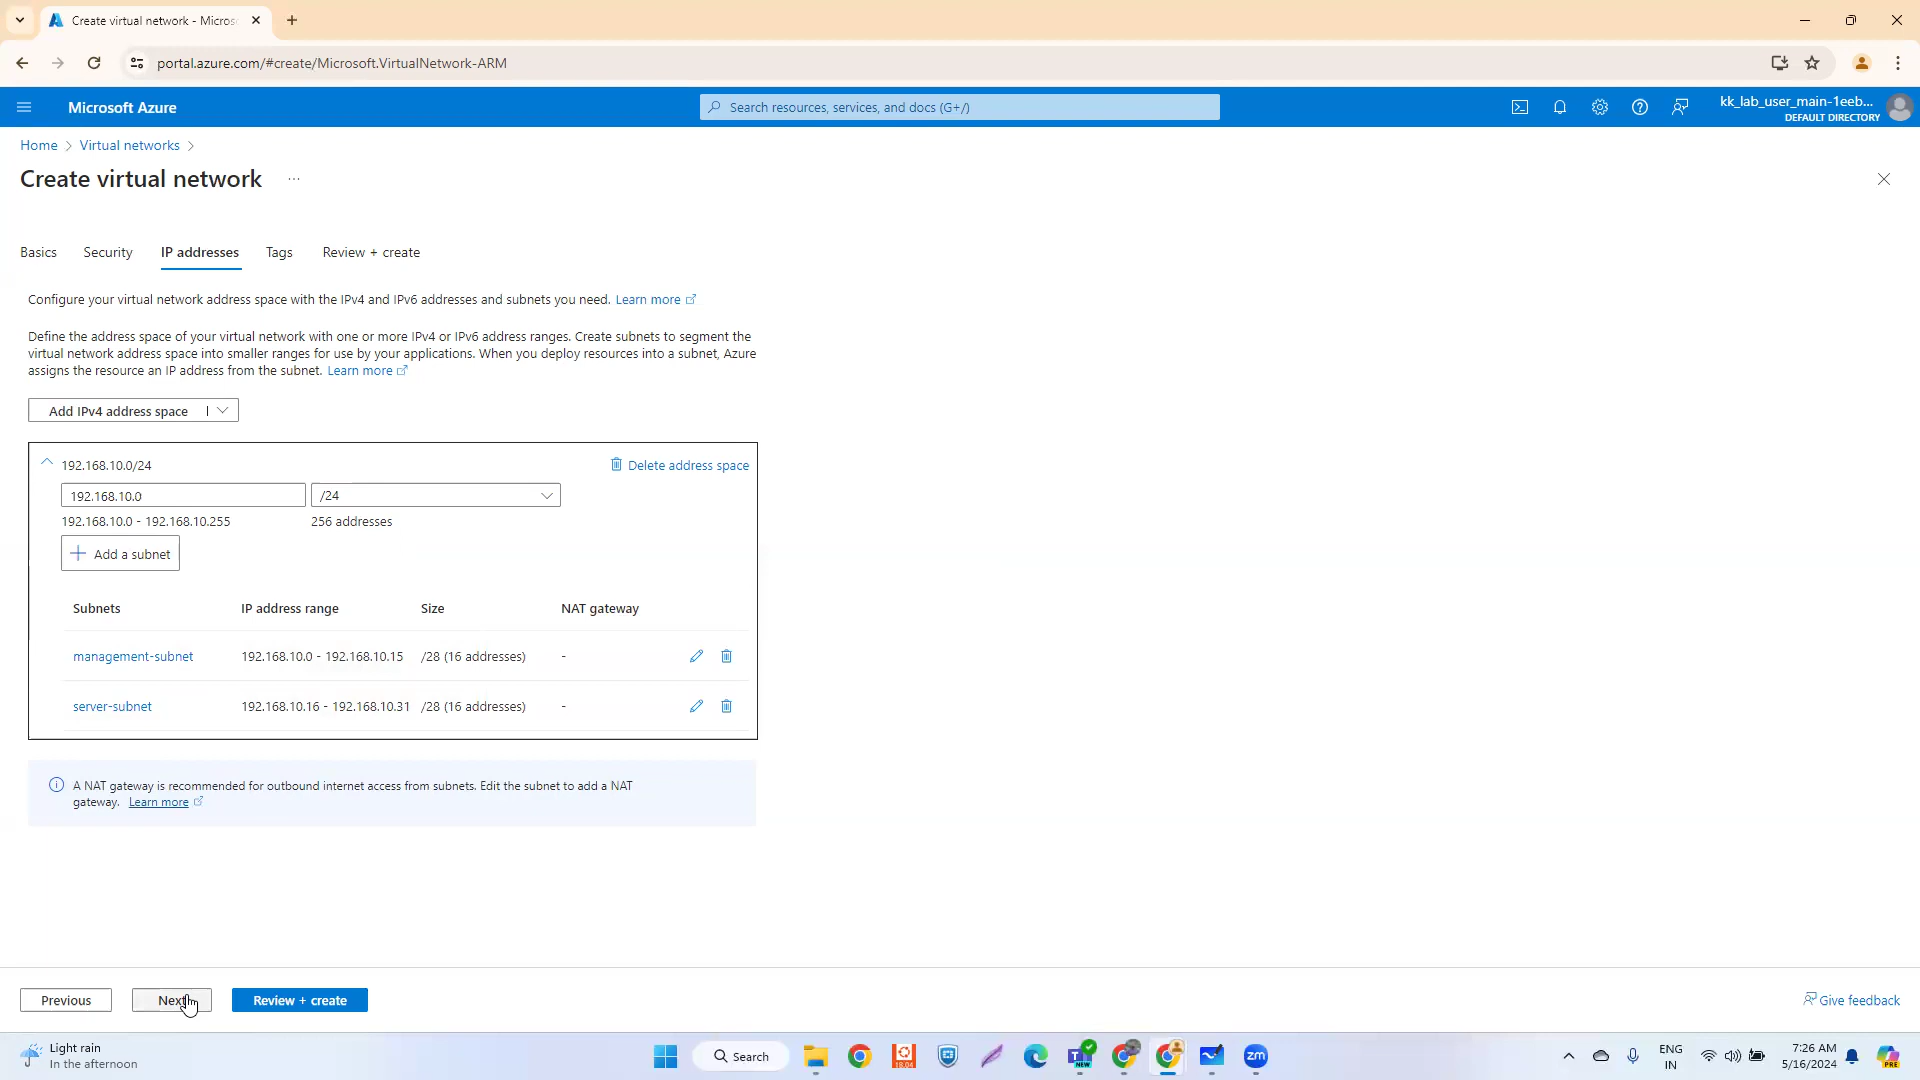 Create virtual network - Micros
portal.azure.com/#create/Microsoft.VirtualNetwork-ARM
Microsoft Azure
Search resources, services, and docs (G+/)
kk_lab_user_main-1eeb...
DEFAULT DIRECTORY
Home > Virtual networks >
Create virtual network ...
Basics Security IP addresses Tags Review + create
Configure your virtual network address space with the IPv4 and IPv6 addresses and subnets you need. Learn more
Define the address space of your virtual network with one or more IPv4 or IPv6 address ranges. Create subnets to segment the
virtual network address space into smaller ranges for use by your applications. When you deploy resources into a subnet, Azure
assigns the resource an IP address from the subnet. Learn more
Add IPv4 address space |
192.168.10.0/24 Delete address space
192.168.10.0 /24
192.168.10.0 - 192.168.10.255 256 addresses
+ Add a subnet
Subnets IP address range Size NAT gateway
management-subnet 192.168.10.0 - 192.168.10.15 /28 (16 addresses) -
server-subnet 192.168.10.16 - 192.168.10.31 /28 (16 addresses) -
A NAT gateway is recommended for outbound internet access from subnets. Edit the subnet to add a NAT
gateway. Learn more
Previous Next Review + create Give feedback
Light rain
In the afternoon
Search
18.04
NEW
zm
ENG
IN
7:26 AM
5/16/2024
PRE